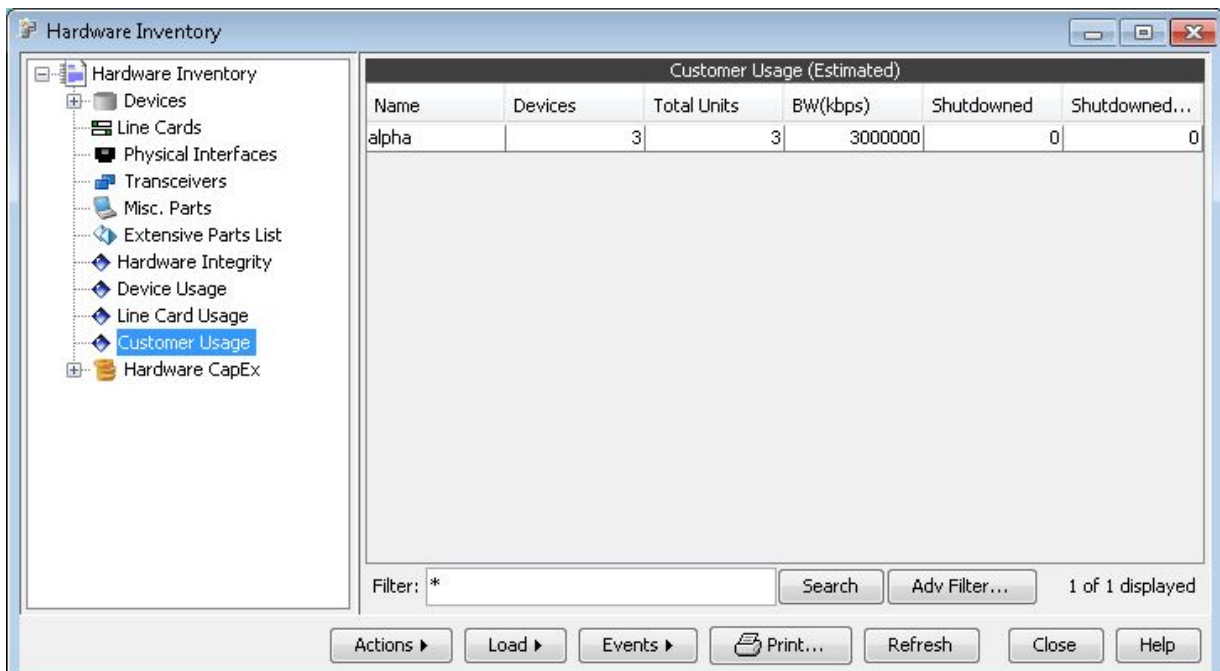 Hardware Inventory
Hardware Inventory
Devices
Line Cards
Physical Interfaces
Transceivers
Misc. Parts
Extensive Parts List
Hardware Integrity
Device Usage
Line Card Usage
Customer Usage
Hardware CapEx
Customer Usage (Estimated)
Name Devices Total Units BW(kbps) Shutdowned Shutdowned...
alpha 3 3 3000000 0 0
Filter: * Search Adv Filter... 1 of 1 displayed
Actions Load Events Print... Refresh Close Help